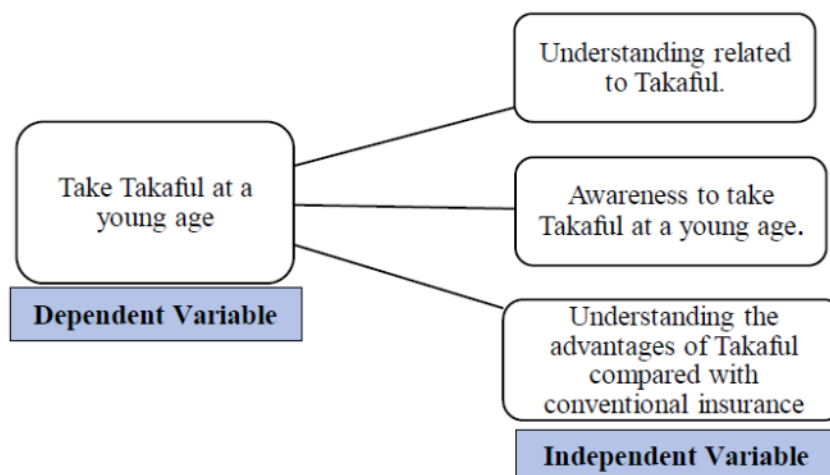 Understanding related
to Takaful.
Take Takaful at a
young age
Awareness to take
Takaful at a young age.
Dependent Variable
Understanding the
advantages of Takaful
compared with
conventional insurance
Independent Variable